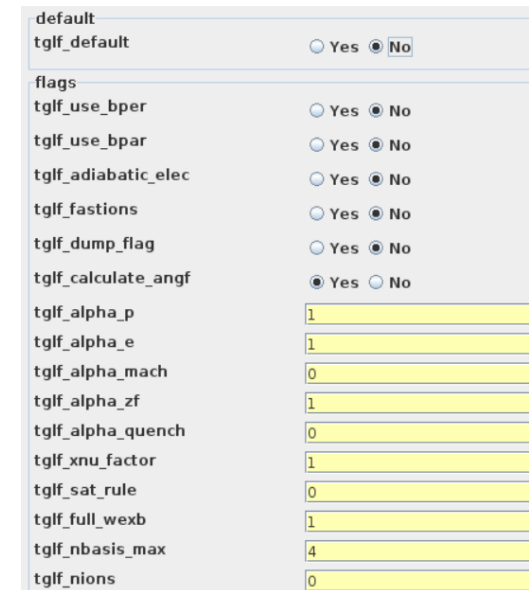 default
tglf_default Yes No
flags
tglf_use_bper Yes No
tglf_use_bpar Yes No
tglf_adiabatic_elec Yes No
tglf_fastions Yes No
tglf_dump_flag Yes No
tglf_calculate_angf Yes No
tglf_alpha_p 1
tglf_alpha_e 1
tglf_alpha_mach 0
tglf_alpha_zf 1
tglf_alpha_quench 0
tglf_xnu_factor 1
tglf_sat_rule 0
tglf_full_wexb 1
tglf_nbasis_max 4
tglf_nions 0